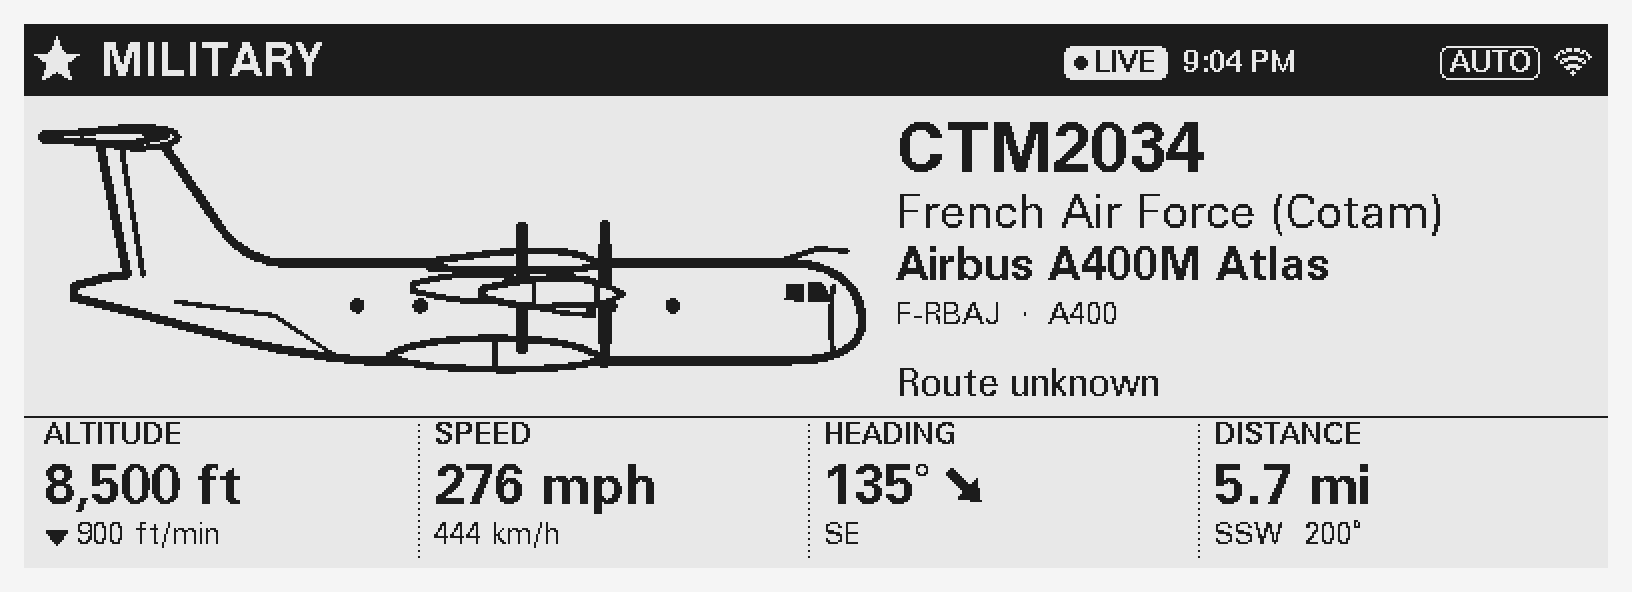 MILITARY LIVE 9:04 PM AUTO
CTM2034
French Air Force (Cotam)
Airbus A400M Atlas
F-RBAJ · A400
Route unknown
ALTITUDE SPEED HEADING DISTANCE
8,500 ft 276 mph 135° ↘ 5.7 mi
▼ 900 ft/min 444 km/h SE SSW 200°